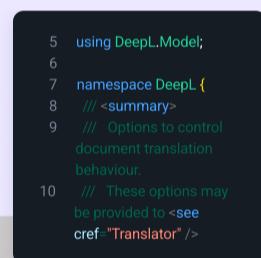 5 using DeepL.Model;
6
7 namespace DeepL {
8 /// <summary>
9 /// Options to control
document translation
behaviour.
10 /// These options may
be provided to <see
cref="Translator" />